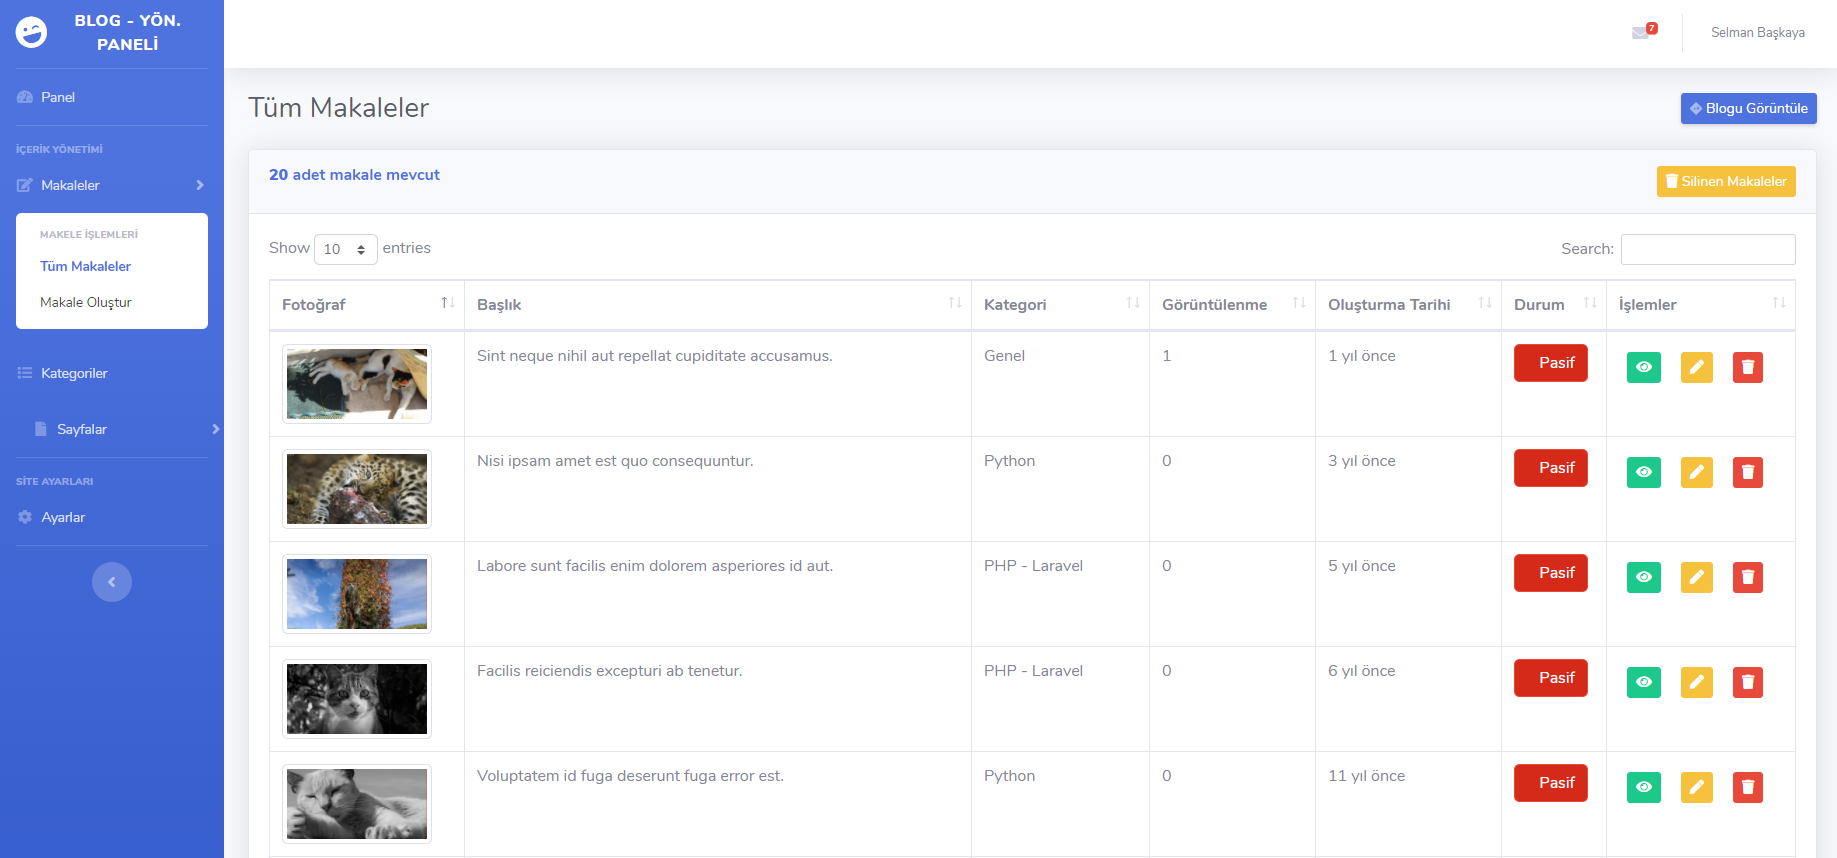 BLOG - YÖN.
PANELİ
Panel
İÇERİK YÖNETİMİ
Makaleler
MAKELE İŞLEMLERİ
Tüm Makaleler
Makale Oluştur
Kategoriler
Sayfalar
SİTE AYARLARI
Ayarlar
7
Selman Başkaya
Tüm Makaleler
Blogu Görüntüle
20 adet makale mevcut
Silinen Makaleler
Show 10 entries
Search:
Fotoğraf Başlık Kategori Görüntülenme Oluşturma Tarihi Durum İşlemler
Sint neque nihil aut repellat cupiditate accusamus. Genel 1 1 yıl önce Pasif
Nisi ipsam amet est quo consequuntur. Python 0 3 yıl önce Pasif
Labore sunt facilis enim dolorem asperiores id aut. PHP - Laravel 0 5 yıl önce Pasif
Facilis reiciendis excepturi ab tenetur. PHP - Laravel 0 6 yıl önce Pasif
Voluptatem id fuga deserunt fuga error est. Python 0 11 yıl önce Pasif